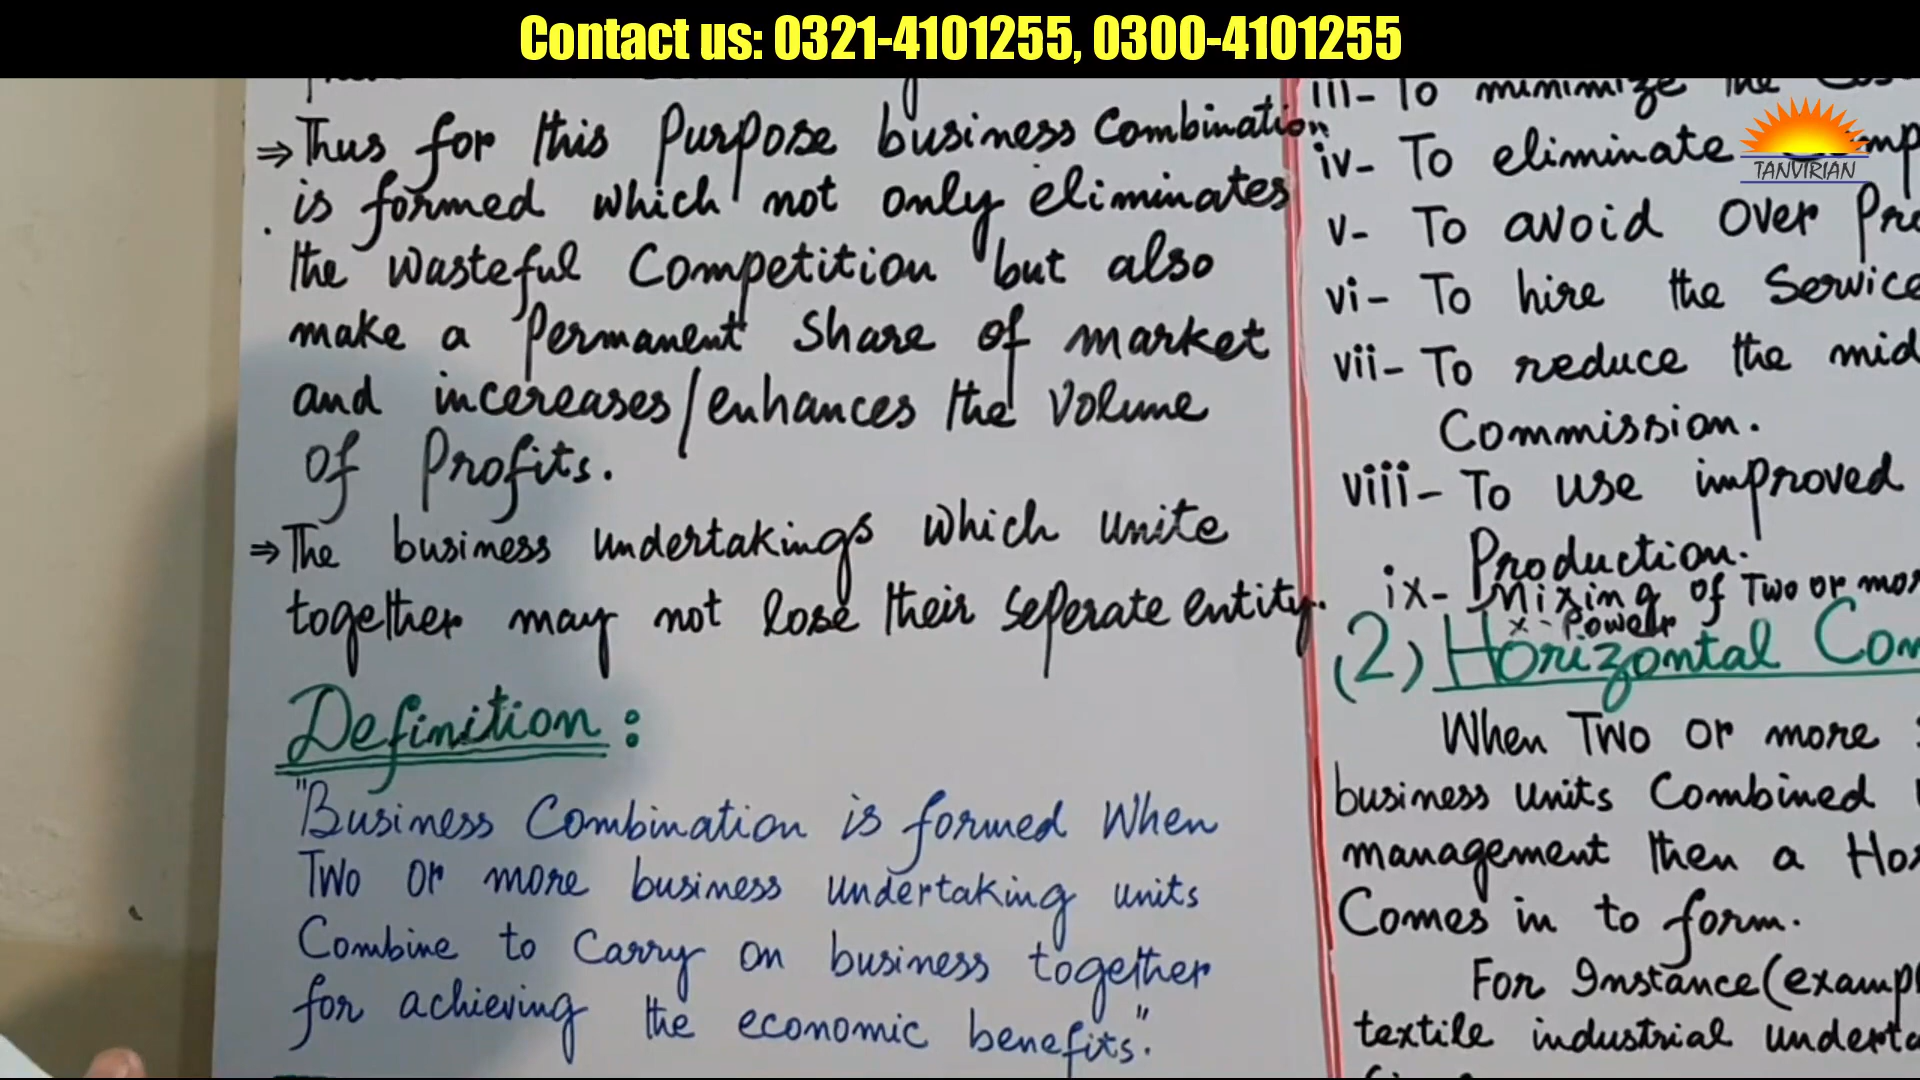 Contact us: 0321-4101255, 0300-4101255
⇒ Thus for this Purpose business Combination
is formed which not only eliminates
the wasteful Competition but also
make a Permanent Share of market
and incereases/enhances the Volume
of Profits.
⇒ The business undertakings which unite
together may not lose their seperate entity.
Definition:
"Business Combination is formed When
Two or more business undertaking units
Combine to Carry on business together
for achieving the economic benefits."
iii- To minimize the
iv- To eliminate
TANVIRIAN
v- To avoid Over
vi- To hire the
vii- To reduce the
Commission.
viii- To use improved
Production.
ix- Mixing of Two or more
x- Power
(2) Horizontal
When Two or more
business units Combined
management then a
Comes in to form.
For Instance (
textile industrial